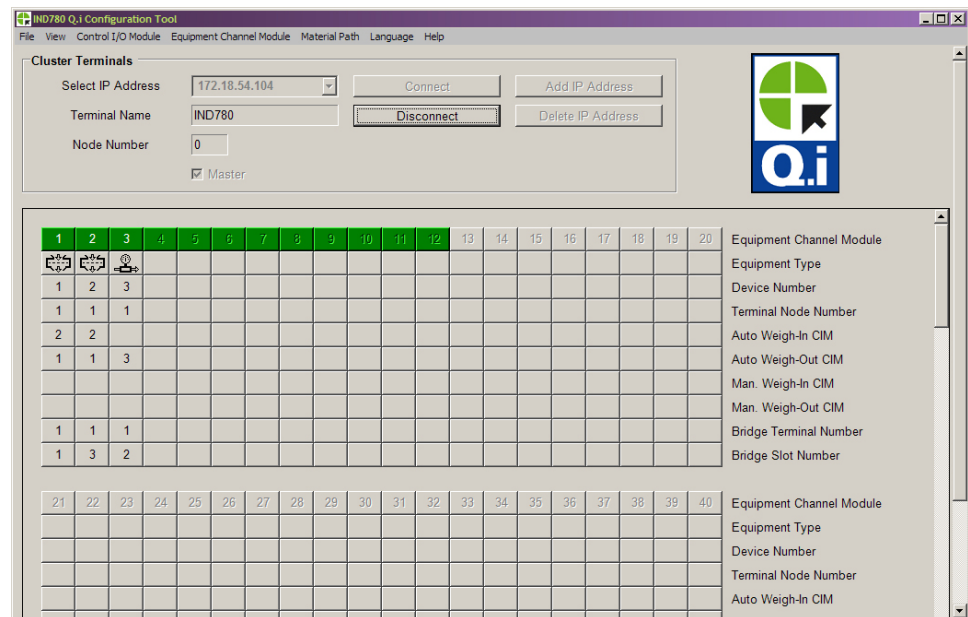 IND780 Q.i Configuration Tool
File View Control I/O Module Equipment Channel Module Material Path Language Help
Cluster Terminals
Select IP Address 172.18.54.104 Connect Add IP Address
Terminal Name IND780 Disconnect Delete IP Address
Node Number 0
Master
Q.i
1 2 3 4 5 6 7 8 9 10 11 12 13 14 15 16 17 18 19 20 Equipment Channel Module
Equipment Type
1 2 3 Device Number
1 1 1 Terminal Node Number
2 2 Auto Weigh-In CIM
1 1 3 Auto Weigh-Out CIM
Man. Weigh-In CIM
Man. Weigh-Out CIM
1 1 1 Bridge Terminal Number
1 3 2 Bridge Slot Number
21 22 23 24 25 26 27 28 29 30 31 32 33 34 35 36 37 38 39 40 Equipment Channel Module
Equipment Type
Device Number
Terminal Node Number
Auto Weigh-In CIM